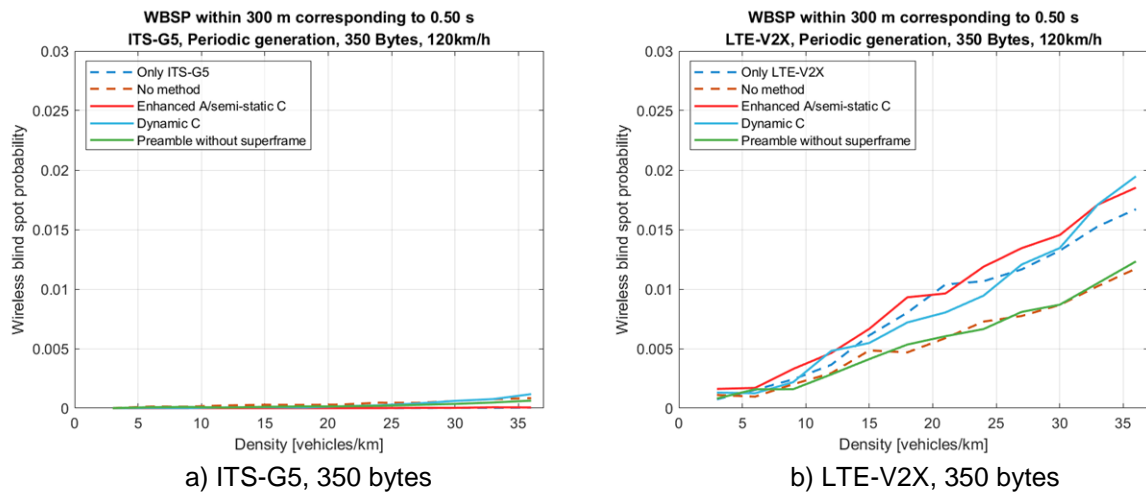 WBSP within 300 m corresponding to 0.50 s
ITS-G5, Periodic generation, 350 Bytes, 120km/h
0.03
0.025
0.02
0.015
0.01
0.005
0
Wireless blind spot probability
Only ITS-G5
No method
Enhanced A/semi-static C
Dynamic C
Preamble without superframe
0 5 10 15 20 25 30 35
Density [vehicles/km]
a) ITS-G5, 350 bytes
WBSP within 300 m corresponding to 0.50 s
LTE-V2X, Periodic generation, 350 Bytes, 120km/h
0.03
0.025
0.02
0.015
0.01
0.005
0
Wireless blind spot probability
Only LTE-V2X
No method
Enhanced A/semi-static C
Dynamic C
Preamble without superframe
0 5 10 15 20 25 30 35
Density [vehicles/km]
b) LTE-V2X, 350 bytes